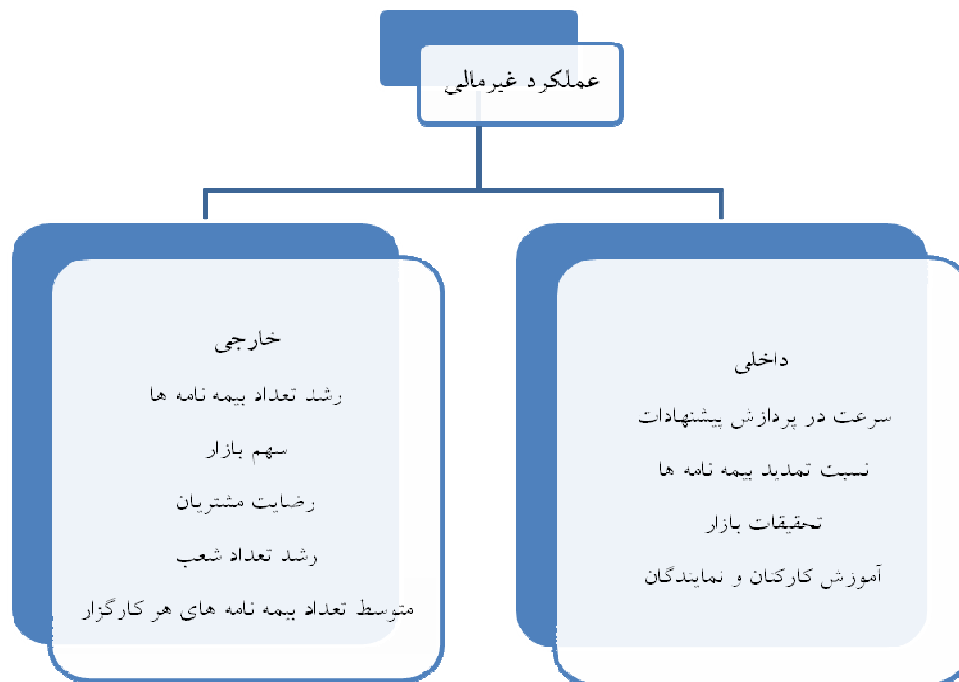 عملکرد غیرمالی
داخلی
سرعت در پردازش پیشنهادات
نسبت تمدید بیمه نامه ها
تحقیقات بازار
آموزش کارکنان و نمایندگان
خارجی
رشد تعداد بیمه نامه ها
سهم بازار
رضایت مشتریان
رشد تعداد شعب
متوسط تعداد بیمه نامه های هر کارگزار